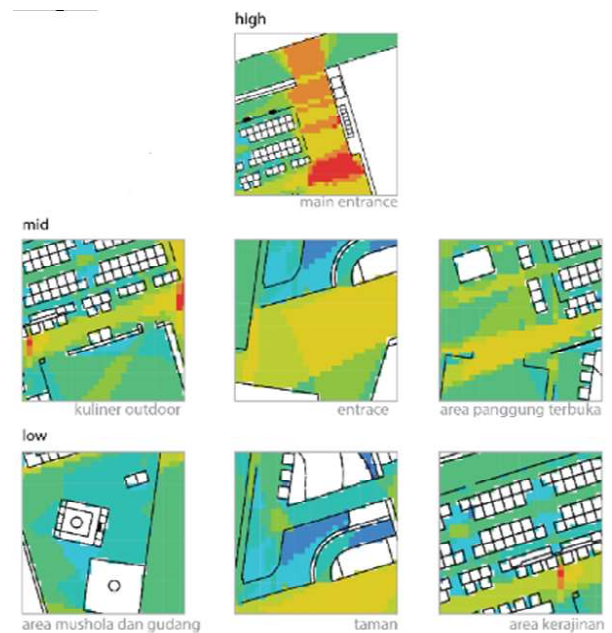 high
main entrance
mid
kuliner outdoor
entrace
area panggung terbuka
low
area mushola dan gudang
taman
area kerajinan